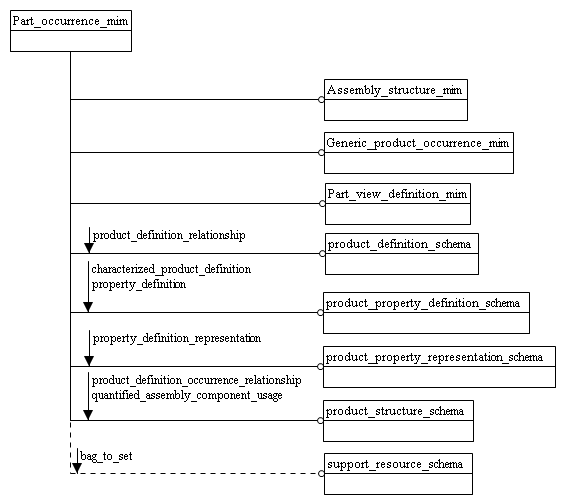 Part_occurrence_mim
Assembly_structure_mim
Generic_product_occurrence_mim
Part_view_definition_mim
product_definition_relationship
product_definition_schema
characterized_product_definition
property_definition
product_property_definition_schema
property_definition_representation
product_property_representation_schema
product_definition_occurrence_relationship
quantified_assembly_component_usage
product_structure_schema
bag_to_set
support_resource_schema